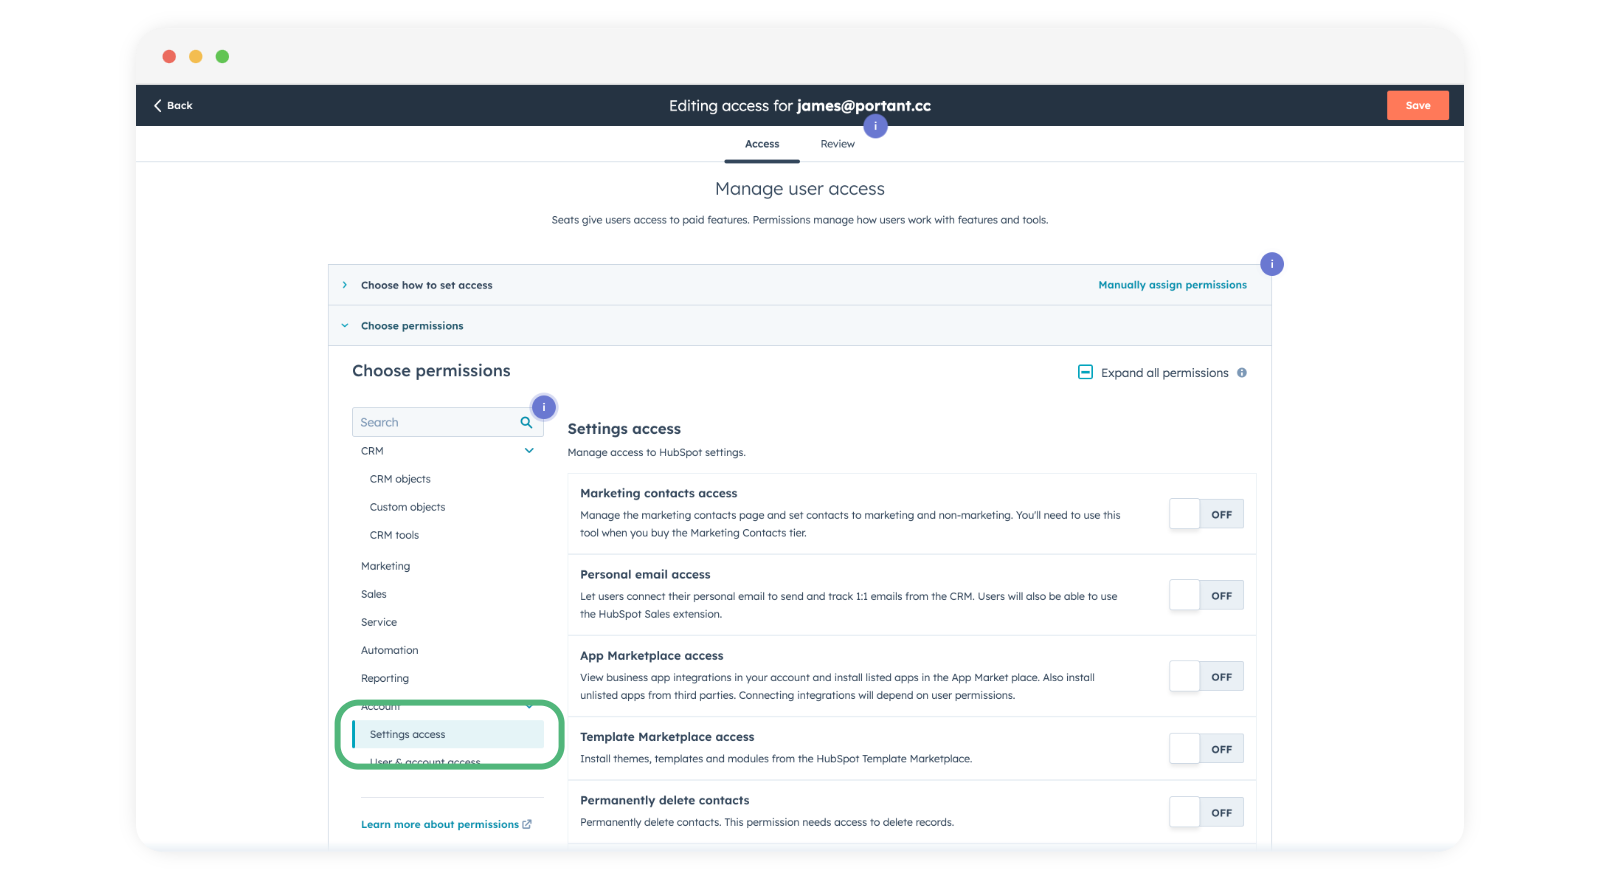 Back
Editing access for james@portant.cc
Save
i
Access
Review
Manage user access
Seats give users access to paid features. Permissions manage how users work with features and tools.
i
Choose how to set access
Manually assign permissions
Choose permissions
Choose permissions
Expand all permissions
i
Search
i
CRM
CRM objects
Custom objects
CRM tools
Marketing
Sales
Service
Automation
Reporting
Account
Settings access
User & account access
Learn more about permissions
Settings access
Manage access to HubSpot settings.
Marketing contacts access
Manage the marketing contacts page and set contacts to marketing and non-marketing. You'll need to use this
tool when you buy the Marketing Contacts tier.
OFF
Personal email access
Let users connect their personal email to send and track 1:1 emails from the CRM. Users will also be able to use
the HubSpot Sales extension.
OFF
App Marketplace access
View business app integrations in your account and install listed apps in the App Market place. Also install
unlisted apps from third parties. Connecting integrations will depend on user permissions.
OFF
Template Marketplace access
Install themes, templates and modules from the HubSpot Template Marketplace.
OFF
Permanently delete contacts
Permanently delete contacts. This permission needs access to delete records.
OFF